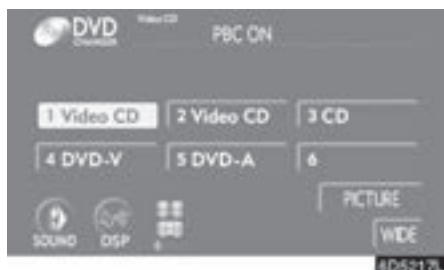 DVD Video CD PBC ON
CHANGER
1 Video CD 2 Video CD 3 CD
4 DVD-V 5 DVD-A 6
PICTURE
SOUND DSP WIDE